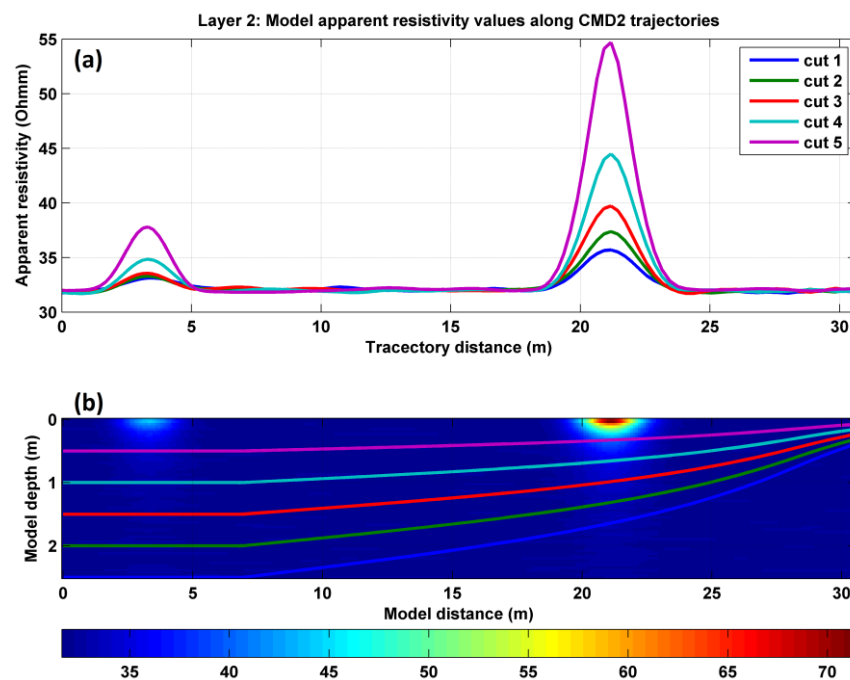 Layer 2: Model apparent resistivity values along CMD2 trajectories
(a)
Apparent resistivity (Ohmm)
55
50
45
40
35
30
cut 1
cut 2
cut 3
cut 4
cut 5
0 5 10 15 20 25 30
Tracectory distance (m)
(b)
Model depth (m)
0
1
2
0 5 10 15 20 25 30
Model distance (m)
35 40 45 50 55 60 65 70